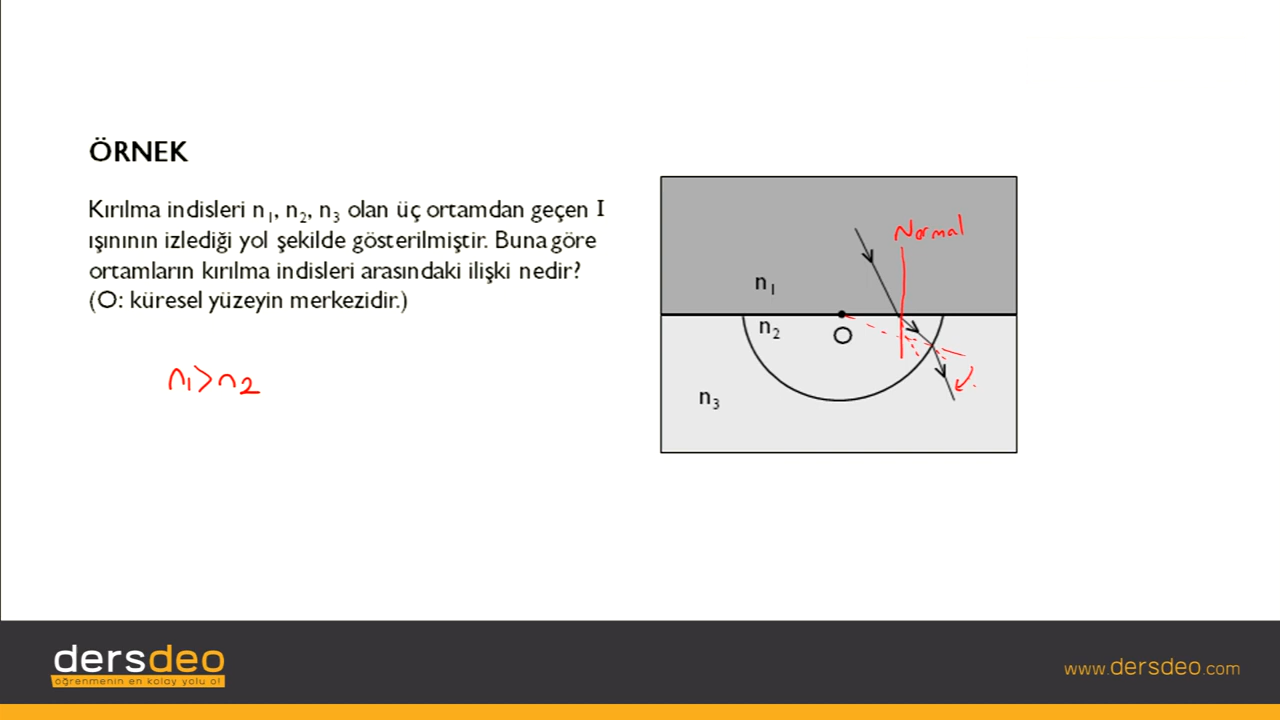 ÖRNEK
Kırılma indisleri n₁, n₂, n₃ olan üç ortamdan geçen I
ışınının izlediği yol şekilde gösterilmiştir. Buna göre
ortamların kırılma indisleri arasındaki ilişki nedir?
(O: küresel yüzeyin merkezidir.)
n₁>n₂
Normal
n₁
n₂
O
n₃
dersdeo
öğrenmenin en kolay yolu o!
www.dersdeo.com